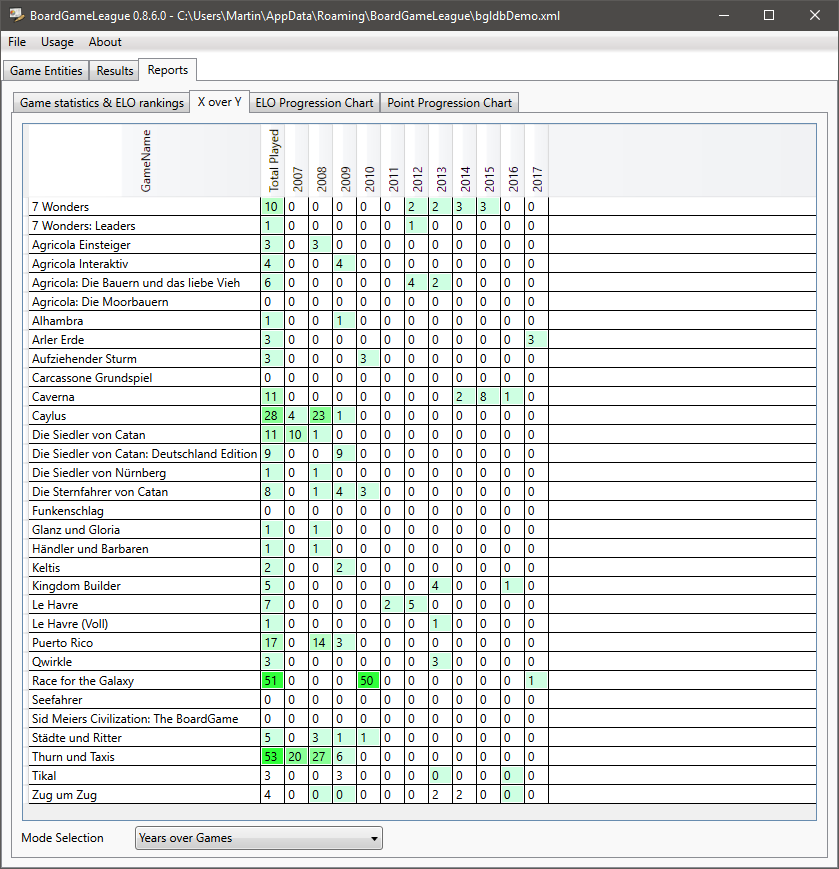 BoardGameLeague 0.8.6.0 - C:\Users\Martin\AppData\Roaming\BoardGameLeague\bgldbDemo.xml
File Usage About
Game Entities Results Reports
Game statistics & ELO rankings X over Y ELO Progression Chart Point Progression Chart
GameName Total Played 2007 2008 2009 2010 2011 2012 2013 2014 2015 2016 2017
7 Wonders 10 0 0 0 0 0 2 2 3 3 0 0
7 Wonders: Leaders 1 0 0 0 0 0 1 0 0 0 0 0
Agricola Einsteiger 3 0 3 0 0 0 0 0 0 0 0 0
Agricola Interaktiv 4 0 0 4 0 0 0 0 0 0 0 0
Agricola: Die Bauern und das liebe Vieh 6 0 0 0 0 0 4 2 0 0 0 0
Agricola: Die Moorbauern 0 0 0 0 0 0 0 0 0 0 0 0
Alhambra 1 0 0 1 0 0 0 0 0 0 0 0
Arler Erde 3 0 0 0 0 0 0 0 0 0 0 3
Aufziehender Sturm 3 0 0 0 3 0 0 0 0 0 0 0
Carcassone Grundspiel 0 0 0 0 0 0 0 0 0 0 0 0
Caverna 11 0 0 0 0 0 0 0 2 8 1 0
Caylus 28 4 23 1 0 0 0 0 0 0 0 0
Die Siedler von Catan 11 10 1 0 0 0 0 0 0 0 0 0
Die Siedler von Catan: Deutschland Edition 9 0 0 9 0 0 0 0 0 0 0 0
Die Siedler von Nürnberg 1 0 1 0 0 0 0 0 0 0 0 0
Die Sternfahrer von Catan 8 0 1 4 3 0 0 0 0 0 0 0
Funkenschlag 0 0 0 0 0 0 0 0 0 0 0 0
Glanz und Gloria 1 0 1 0 0 0 0 0 0 0 0 0
Händler und Barbaren 1 0 1 0 0 0 0 0 0 0 0 0
Keltis 2 0 0 2 0 0 0 0 0 0 0 0
Kingdom Builder 5 0 0 0 0 0 0 4 0 0 1 0
Le Havre 7 0 0 0 0 2 5 0 0 0 0 0
Le Havre (Voll) 1 0 0 0 0 0 0 1 0 0 0 0
Puerto Rico 17 0 14 3 0 0 0 0 0 0 0 0
Qwirkle 3 0 0 0 0 0 0 3 0 0 0 0
Race for the Galaxy 51 0 0 0 50 0 0 0 0 0 0 1
Seefahrer 0 0 0 0 0 0 0 0 0 0 0 0
Sid Meiers Civilization: The BoardGame 0 0 0 0 0 0 0 0 0 0 0 0
Städte und Ritter 5 0 3 1 1 0 0 0 0 0 0 0
Thurn und Taxis 53 20 27 6 0 0 0 0 0 0 0 0
Tikal 3 0 0 3 0 0 0 0 0 0 0 0
Zug um Zug 4 0 0 0 0 0 0 2 2 0 0 0
Mode Selection Years over Games